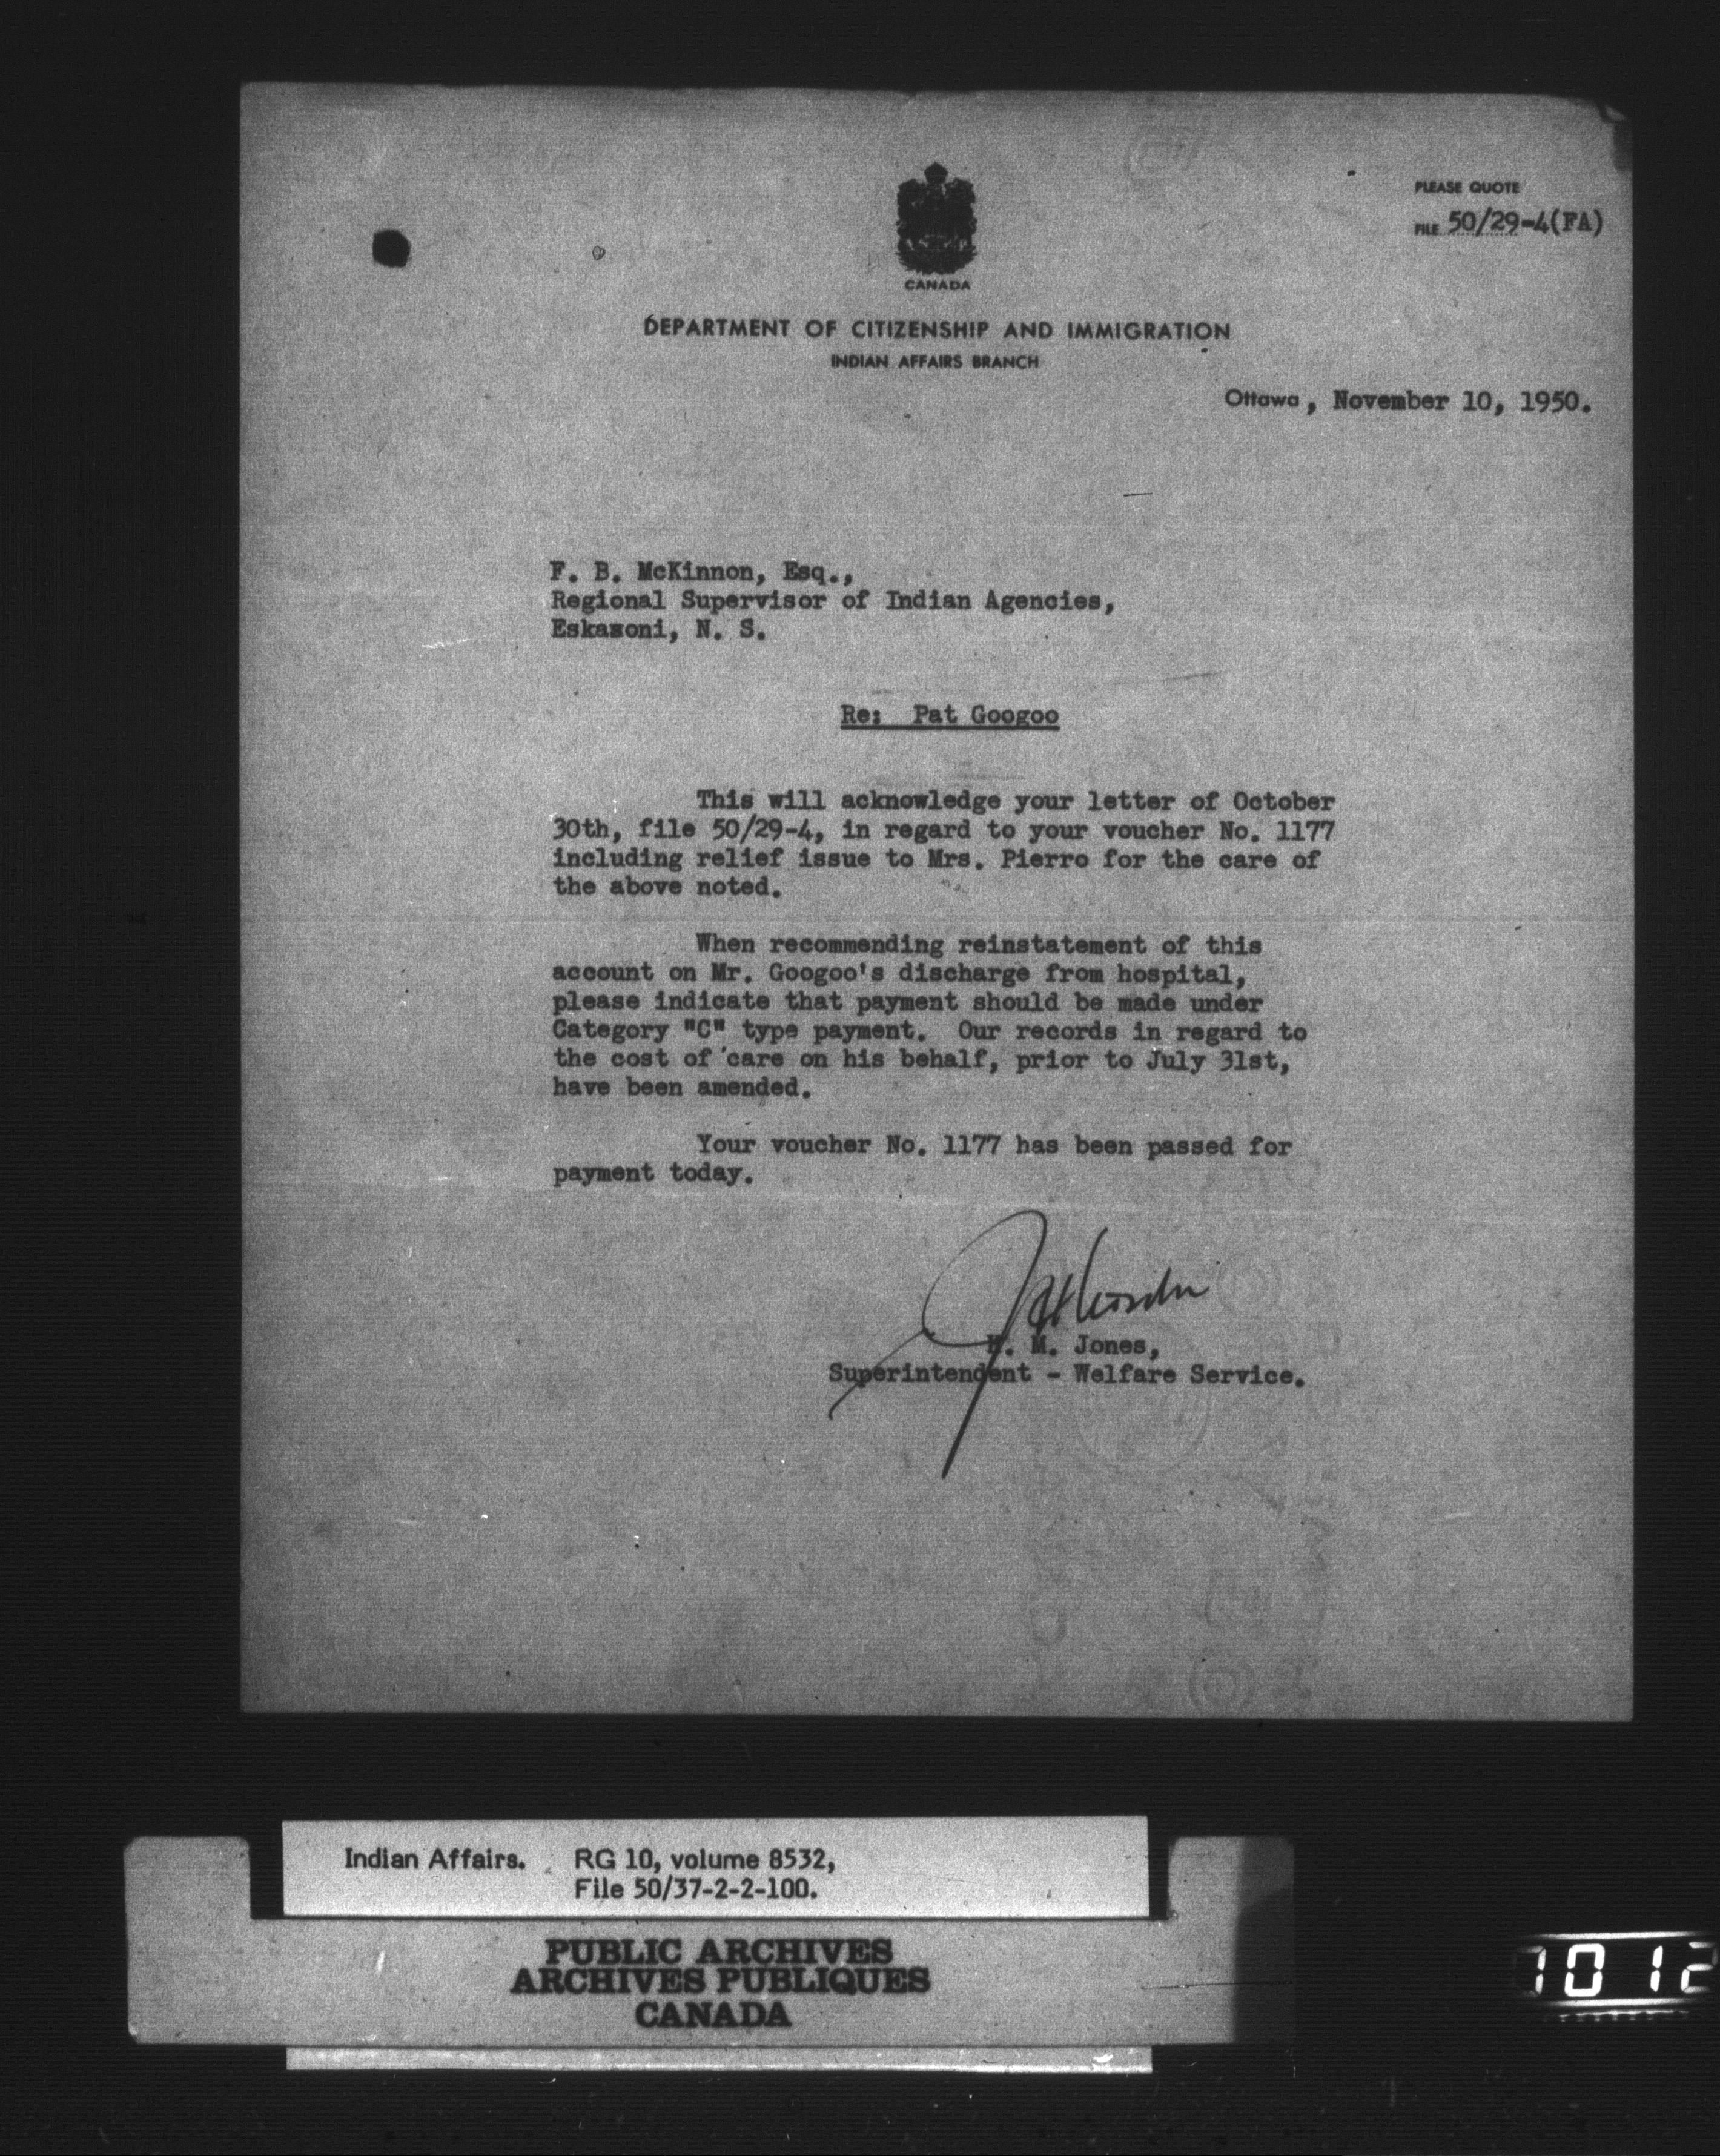 PLEASE QUOTE
FILE 50/29-4(FA)
CANADA
DEPARTMENT OF CITIZENSHIP AND IMMIGRATION
INDIAN AFFAIRS BRANCH
Ottawa, November 10, 1950.
F. B. McKinnon, Esq.,
Regional Supervisor of Indian Agencies,
Eskasoni, N. S.
Re: Pat Googoo
This will acknowledge your letter of October
30th, file 50/29-4, in regard to your voucher No. 1177
including relief issue to Mrs. Pierro for the care of
the above noted.
When recommending reinstatement of this
account on Mr. Googoo's discharge from hospital,
please indicate that payment should be made under
Category "C" type payment. Our records in regard to
the cost of care on his behalf, prior to July 31st,
have been amended.
Your voucher No. 1177 has been passed for
payment today.
M. Jones,
Superintendent - Welfare Service.
Indian Affairs. RG 10, volume 8532,
File 50/37-2-2-100.
PUBLIC ARCHIVES
ARCHIVES PUBLIQUES
CANADA
1012